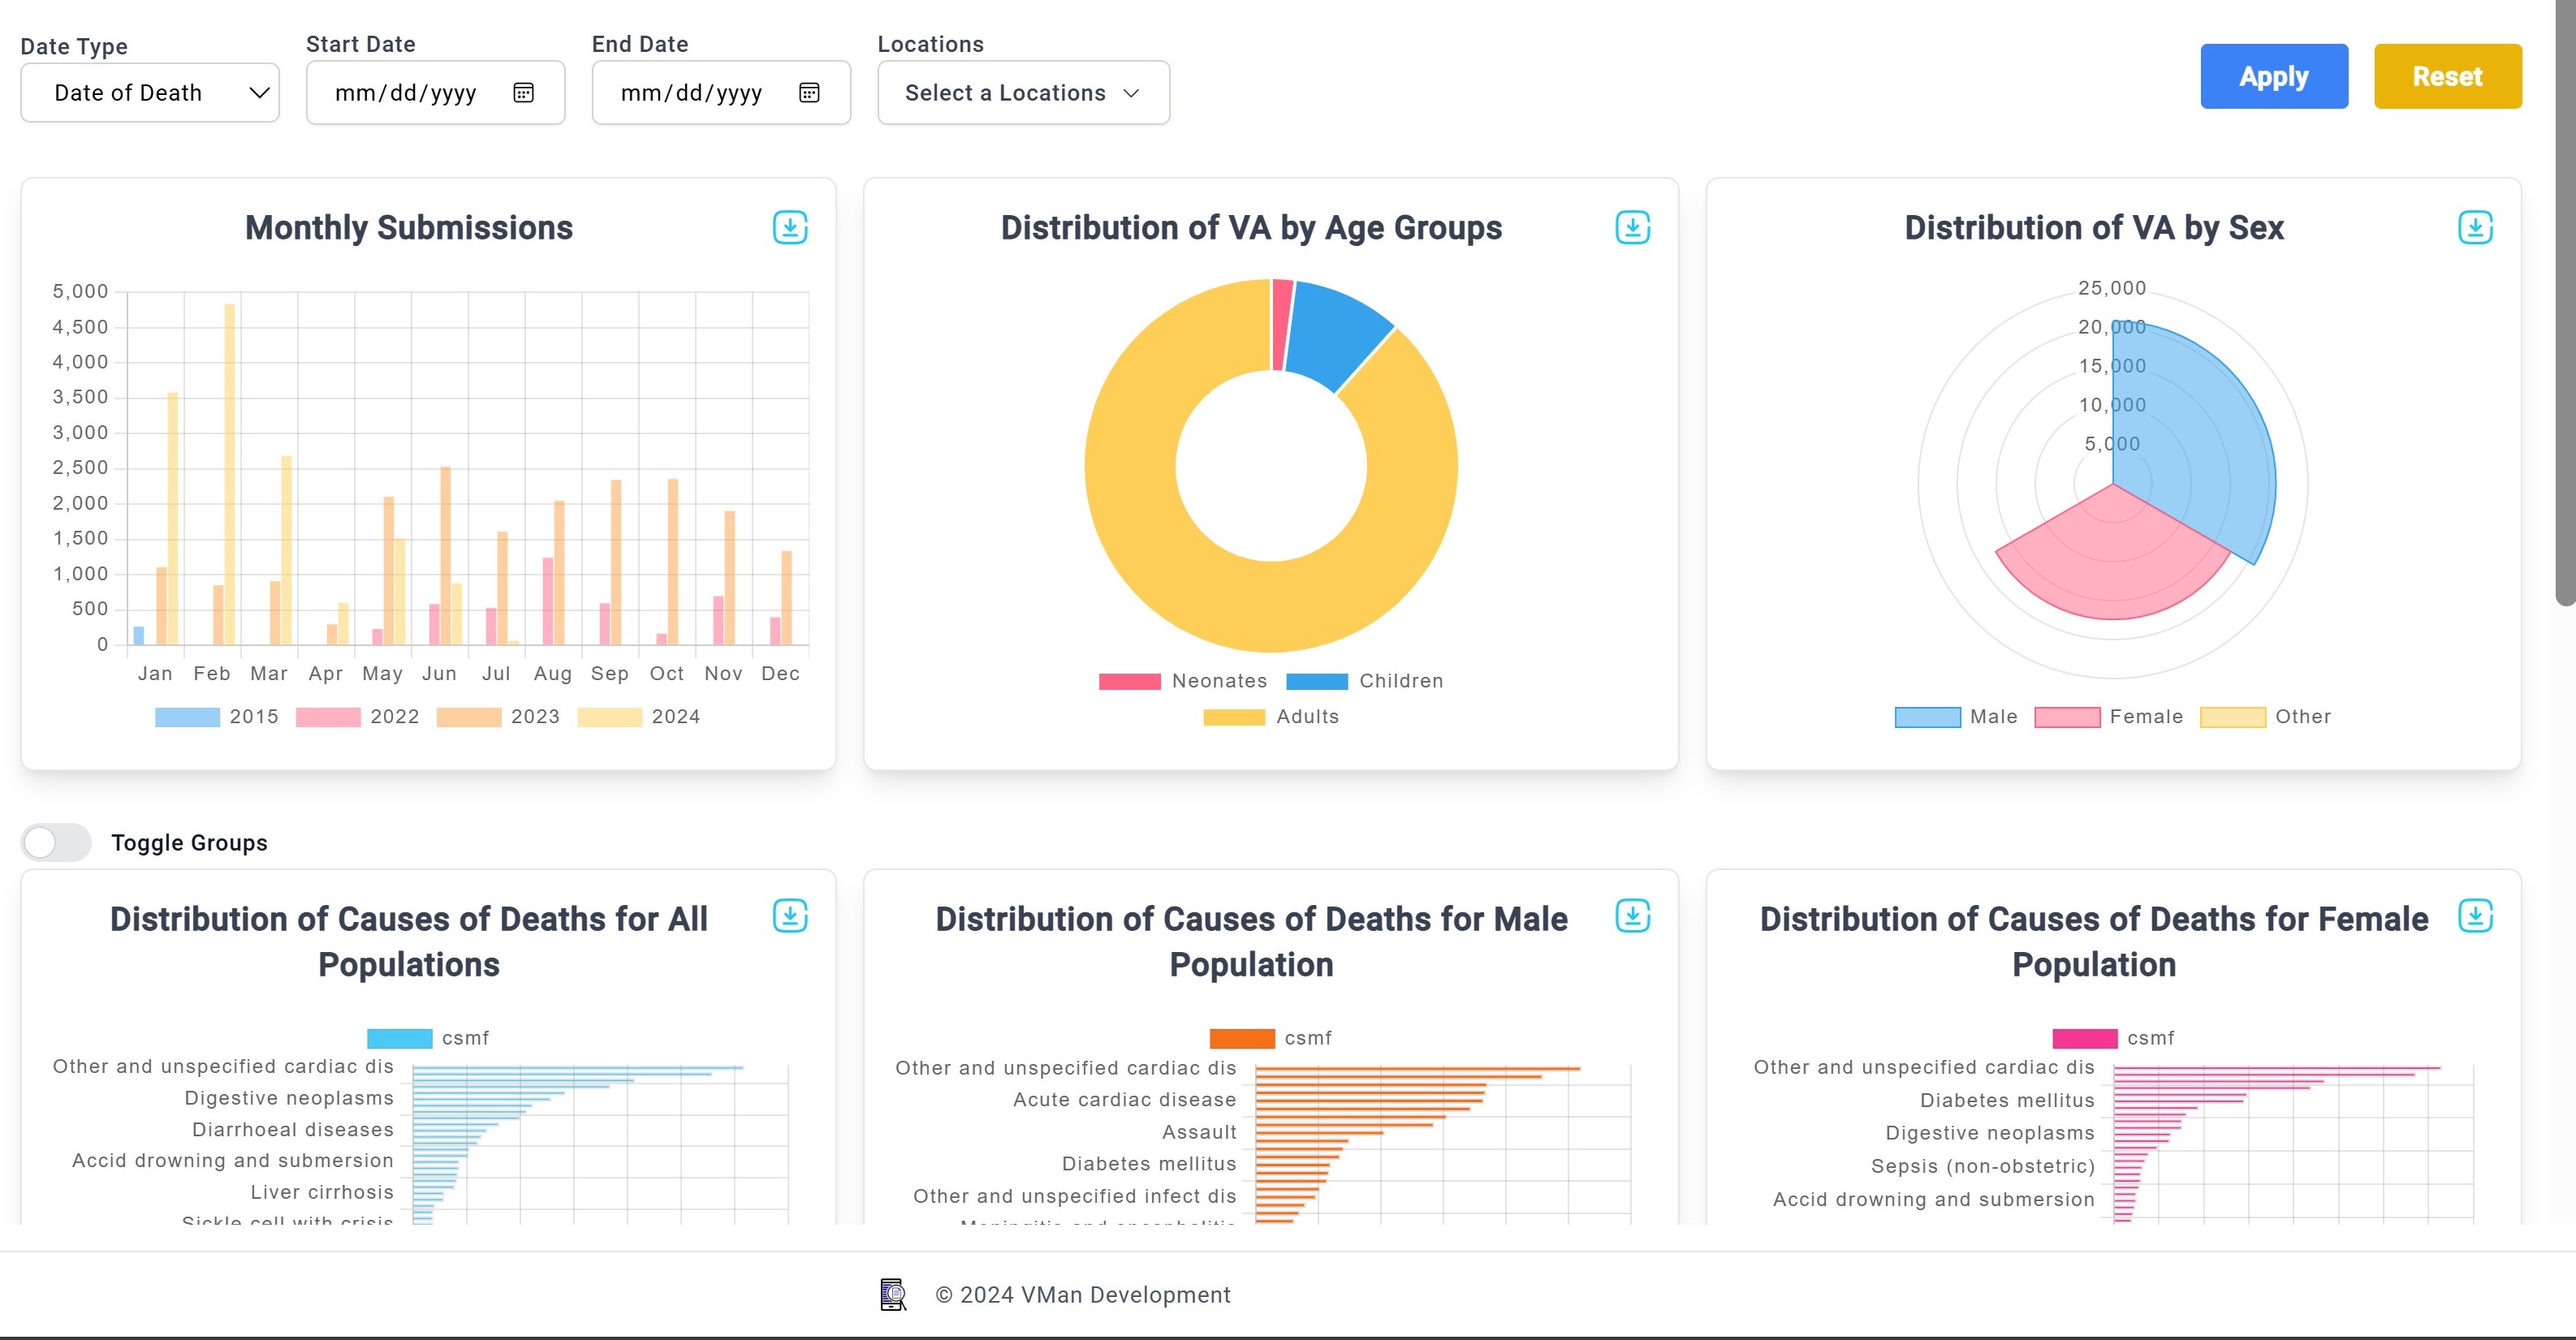 Date Type
Start Date
End Date
Locations
Date of Death
mm/dd/yyyy
mm/dd/yyyy
Select a Locations
Apply
Reset
Monthly Submissions
5,000
4,500
4,000
3,500
3,000
2,500
2,000
1,500
1,000
500
0
Jan Feb Mar Apr May Jun Jul Aug Sep Oct Nov Dec
2015 2022 2023 2024
Distribution of VA by Age Groups
Neonates Children
Adults
Distribution of VA by Sex
25,000
20,000
15,000
10,000
5,000
Male Female Other
Toggle Groups
Distribution of Causes of Deaths for All
Populations
csmf
Other and unspecified cardiac dis
Digestive neoplasms
Diarrhoeal diseases
Accid drowning and submersion
Liver cirrhosis
Sickle cell with crisis
Distribution of Causes of Deaths for Male
Population
csmf
Other and unspecified cardiac dis
Acute cardiac disease
Assault
Diabetes mellitus
Other and unspecified infect dis
Meningitis and encephalitis
Distribution of Causes of Deaths for Female
Population
csmf
Other and unspecified cardiac dis
Diabetes mellitus
Digestive neoplasms
Sepsis (non-obstetric)
Accid drowning and submersion
© 2024 VMan Development